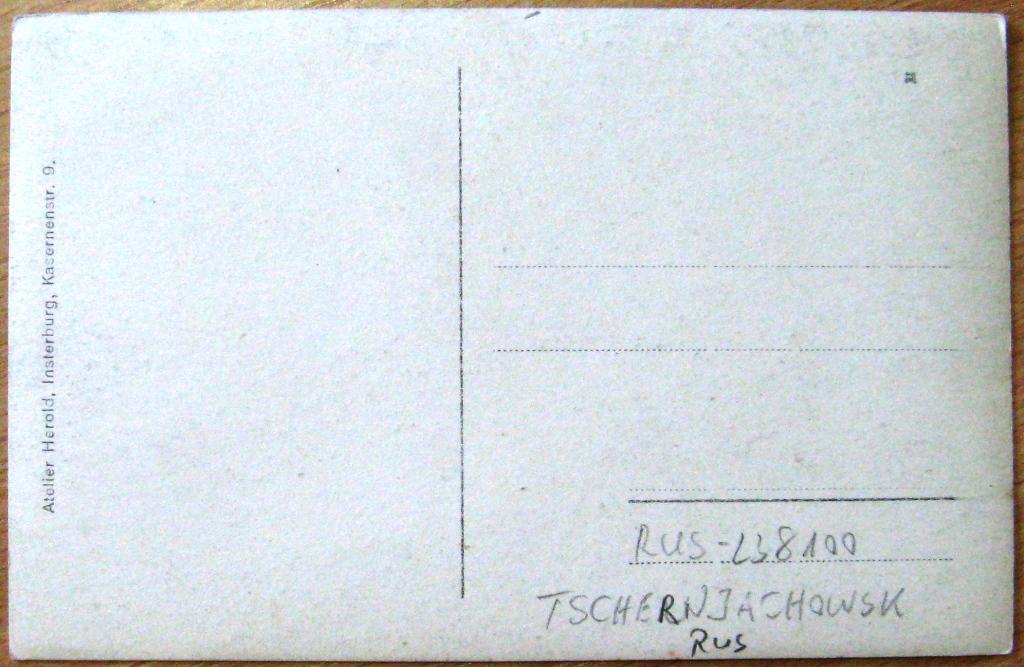 Atelier Herold, Insterburg, Kasernenstr. 9.
RUS-238100
TSCHERNJACHOWSK
RUS